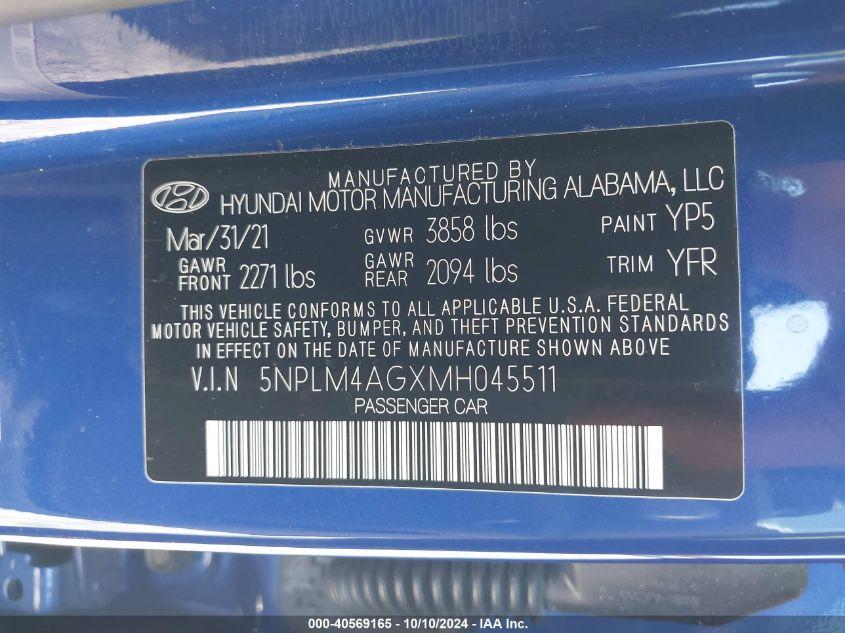 MANUFACTURED BY
HYUNDAI MOTOR MANUFACTURING ALABAMA, LLC
Mar/31/21 GVWR 3858 lbs PAINT YP5
GAWR FRONT 2271 lbs GAWR REAR 2094 lbs TRIM YFR
THIS VEHICLE CONFORMS TO ALL APPLICABLE U.S.A. FEDERAL
MOTOR VEHICLE SAFETY, BUMPER, AND THEFT PREVENTION STANDARDS
IN EFFECT ON THE DATE OF MANUFACTURE SHOWN ABOVE
V.I.N 5NPLM4AGXMH045511
PASSENGER CAR
000-40569165 - 10/10/2024 - IAA Inc.